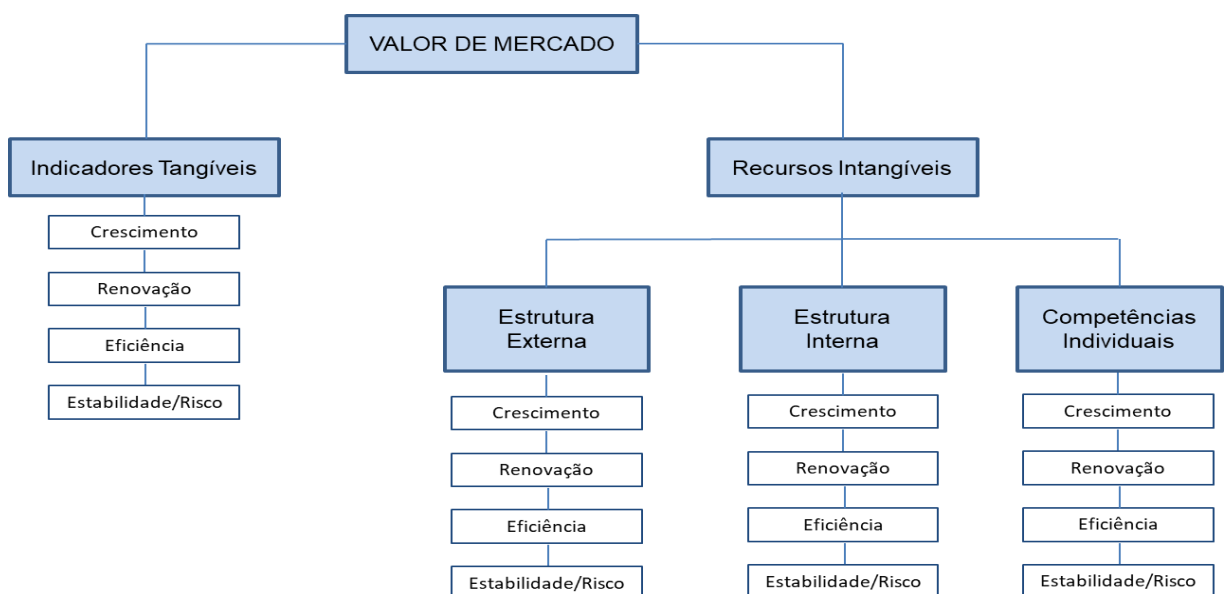 VALOR DE MERCADO
Indicadores Tangíveis
Crescimento
Renovação
Eficiência
Estabilidade/Risco
Recursos Intangíveis
Estrutura
Externa
Crescimento
Renovação
Eficiência
Estabilidade/Risco
Estrutura
Interna
Crescimento
Renovação
Eficiência
Estabilidade/Risco
Competências
Individuais
Crescimento
Renovação
Eficiência
Estabilidade/Risco